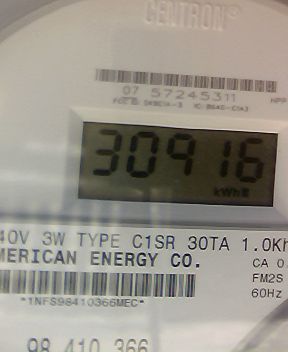 CENTRON®
07 57245311
30916
kWh
40V 3W TYPE C1SR 30TA 1.0Kh
MERICAN ENERGY CO.
CA 0.
FM2S
60Hz
*1NFS98410366MEC*
98 410 366